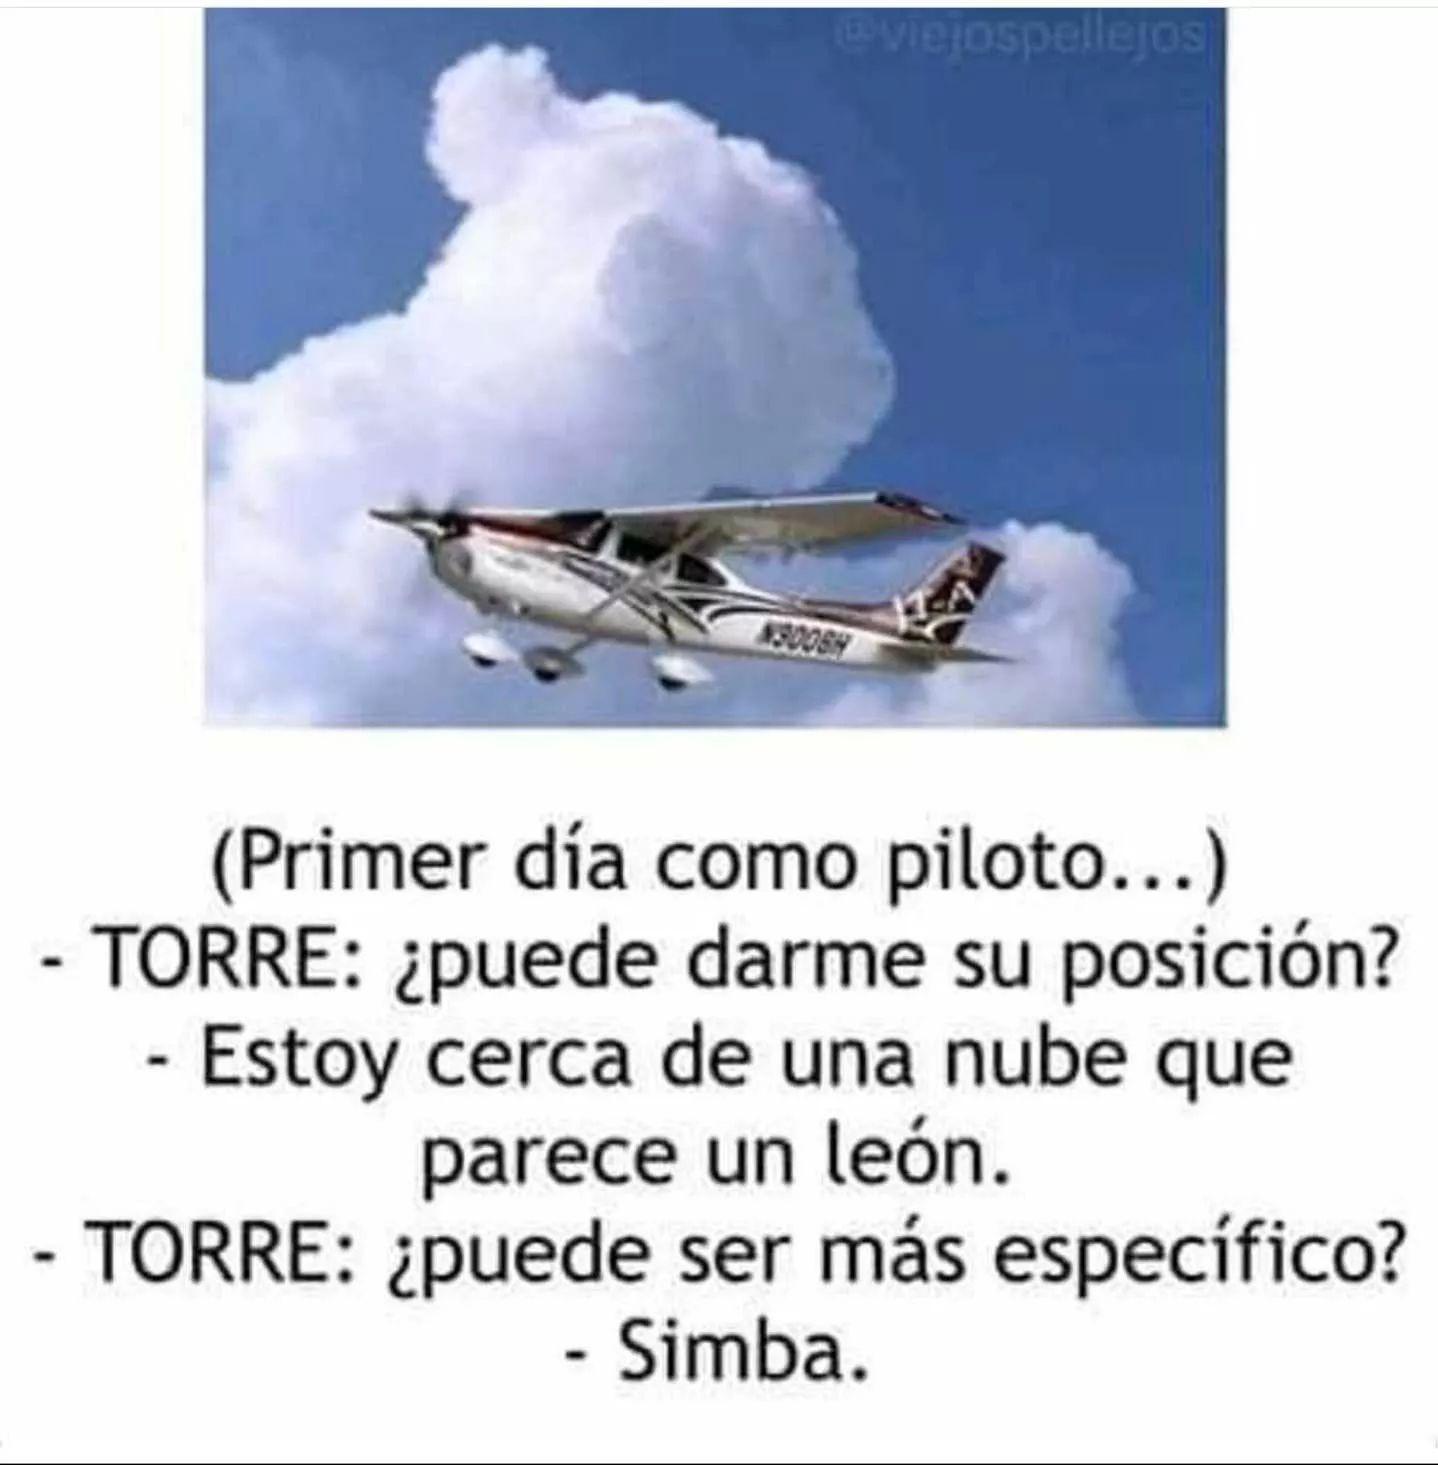 @viejospellejos
N9008H
(Primer día como piloto...)
- TORRE: ¿puede darme su posición?
- Estoy cerca de una nube que
parece un león.
- TORRE: ¿puede ser más específico?
- Simba.